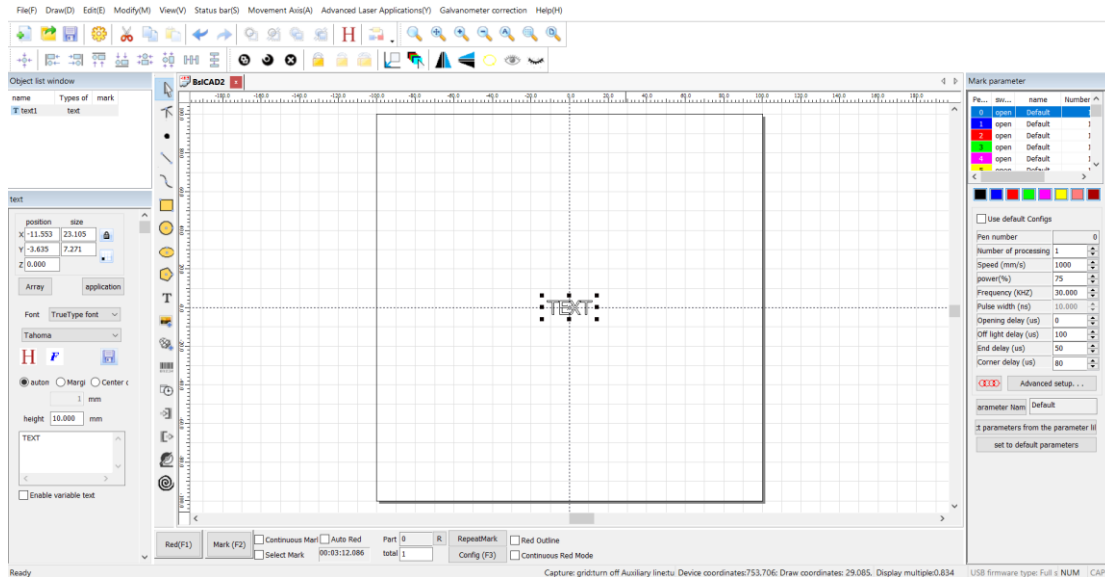 File(F) Draw(D) Edit(E) Modify(M) View(V) Status bar(S) Movement Axis(A) Advanced Laser Applications(Y) Galvanometer correction Help(H)
Object list window
name Types of mark
T text1 text
BslCAD2
Mark parameter
Pe... sw... name Number
0 open Default 1
1 open Default 1
2 open Default 1
3 open Default 1
4 open Default 1
text
position size
X -11.553 23.105
Y -3.635 7.271
Z 0.000
Array application
Font TrueType font
Tahoma
H F
auton Margi Center c
1 mm
height 10.000 mm
TEXT
Enable variable text
TEXT
Use default Configs
Pen number 0
Number of processing 1
Speed (mm/s) 1000
power(%) 75
Frequency (KHZ) 30.000
Pulse width (ns) 10.000
Opening delay (us) 0
Off light delay (us) 100
End delay (us) 50
Corner delay (us) 80
Advanced setup...
arameter Nam Default
:t parameters from the parameter lil
set to default parameters
Red(F1) Mark (F2) Continuous Marl Auto Red Part 0 R RepeatMark Red Outline
Select Mark 00:03:12.086 total 1 Config (F3) Continuous Red Mode
Ready Capture: grid:turn off Auxiliary line:tu Device coordinates:753,706; Draw coordinates: 29.085, Display multiple:0.834 USB firmware type: Full s NUM CAP